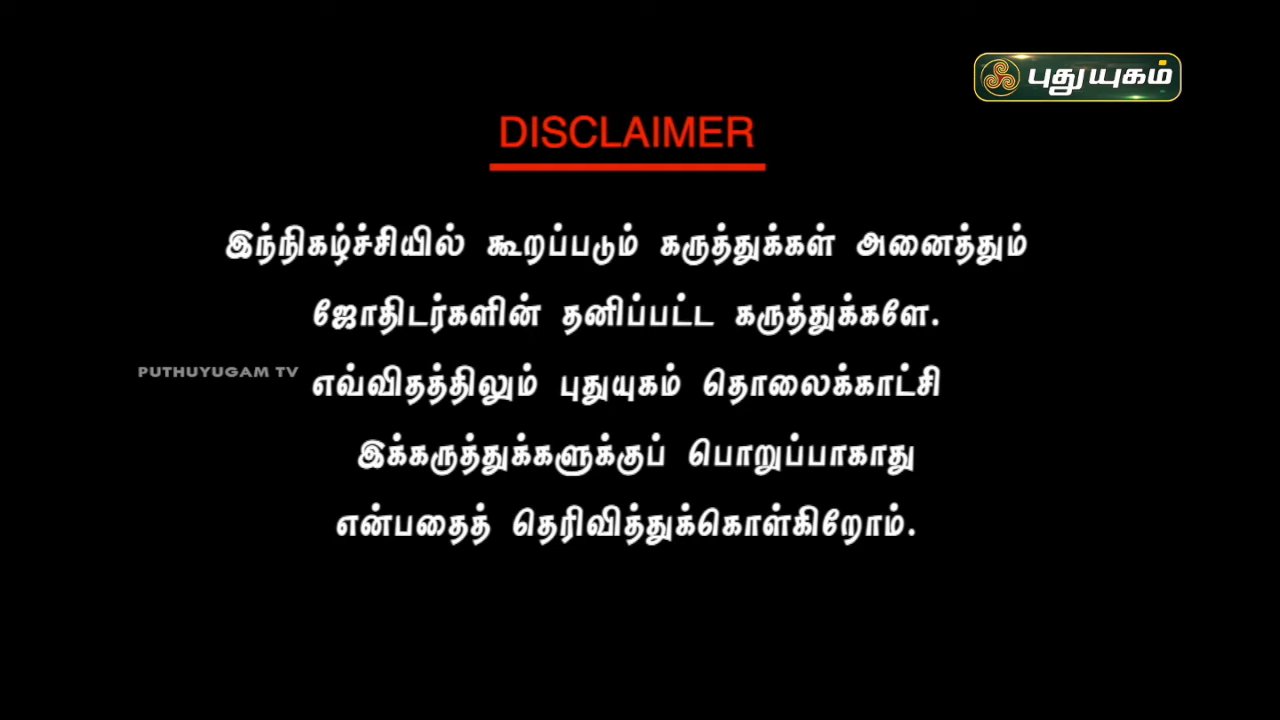 புதுயுகம்
DISCLAIMER
இந்நிகழ்ச்சியில் கூறப்படும் கருத்துக்கள் அனைத்தும்
ஜோதிடர்களின் தனிப்பட்ட கருத்துக்களே.
PUTHUYUGAM TV
எவ்விதத்திலும் புதுயுகம் தொலைக்காட்சி
இக்கருத்துக்களுக்குப் பொறுப்பாகாது
என்பதைத் தெரிவித்துக்கொள்கிறோம்.